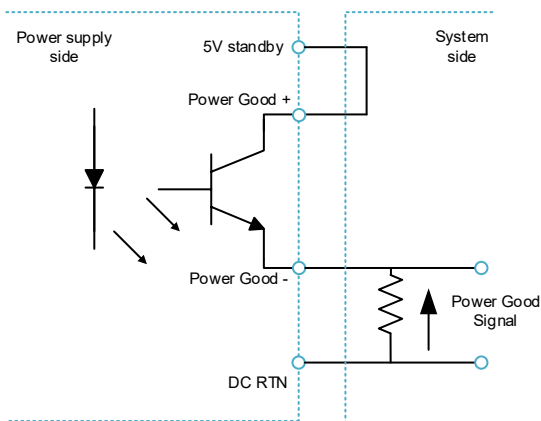 Power supply
side
System
side
5V standby
Power Good +
Power Good -
Power Good
Signal
DC RTN